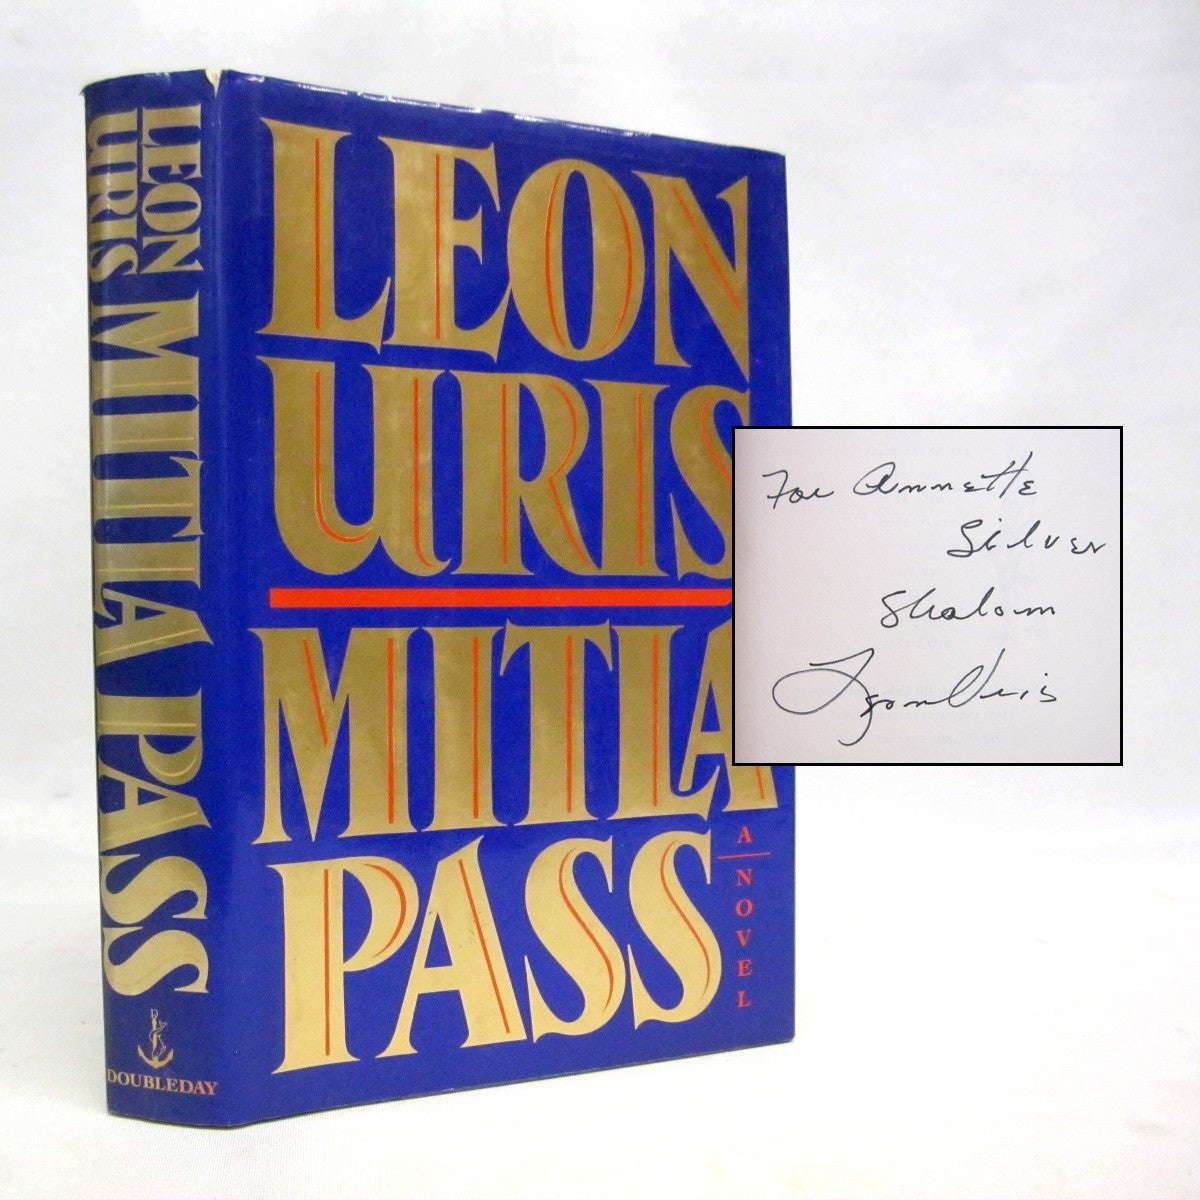 LEON
URIS
MITLA PASS
DOUBLEDAY
LEON
URIS
MITLA
PASS
A
NOVEL
For Annette
Silver
Shalom
Leon Uris